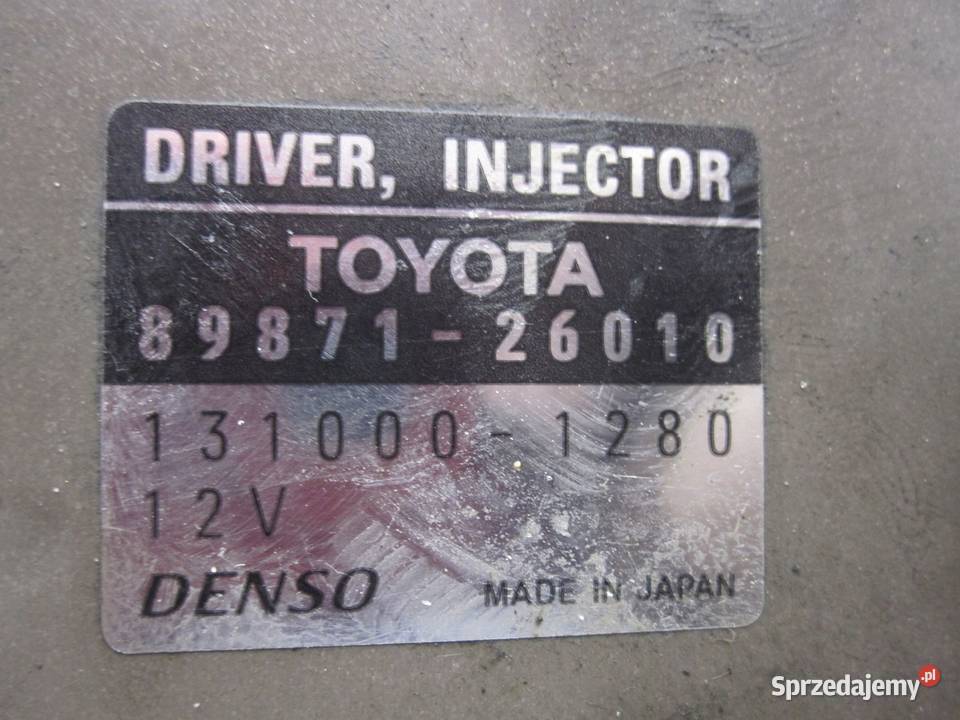 DRIVER, INJECTOR
TOYOTA
89871-26010
131000-1280
12V
DENSO MADE IN JAPAN
Sprzedajemy.pl